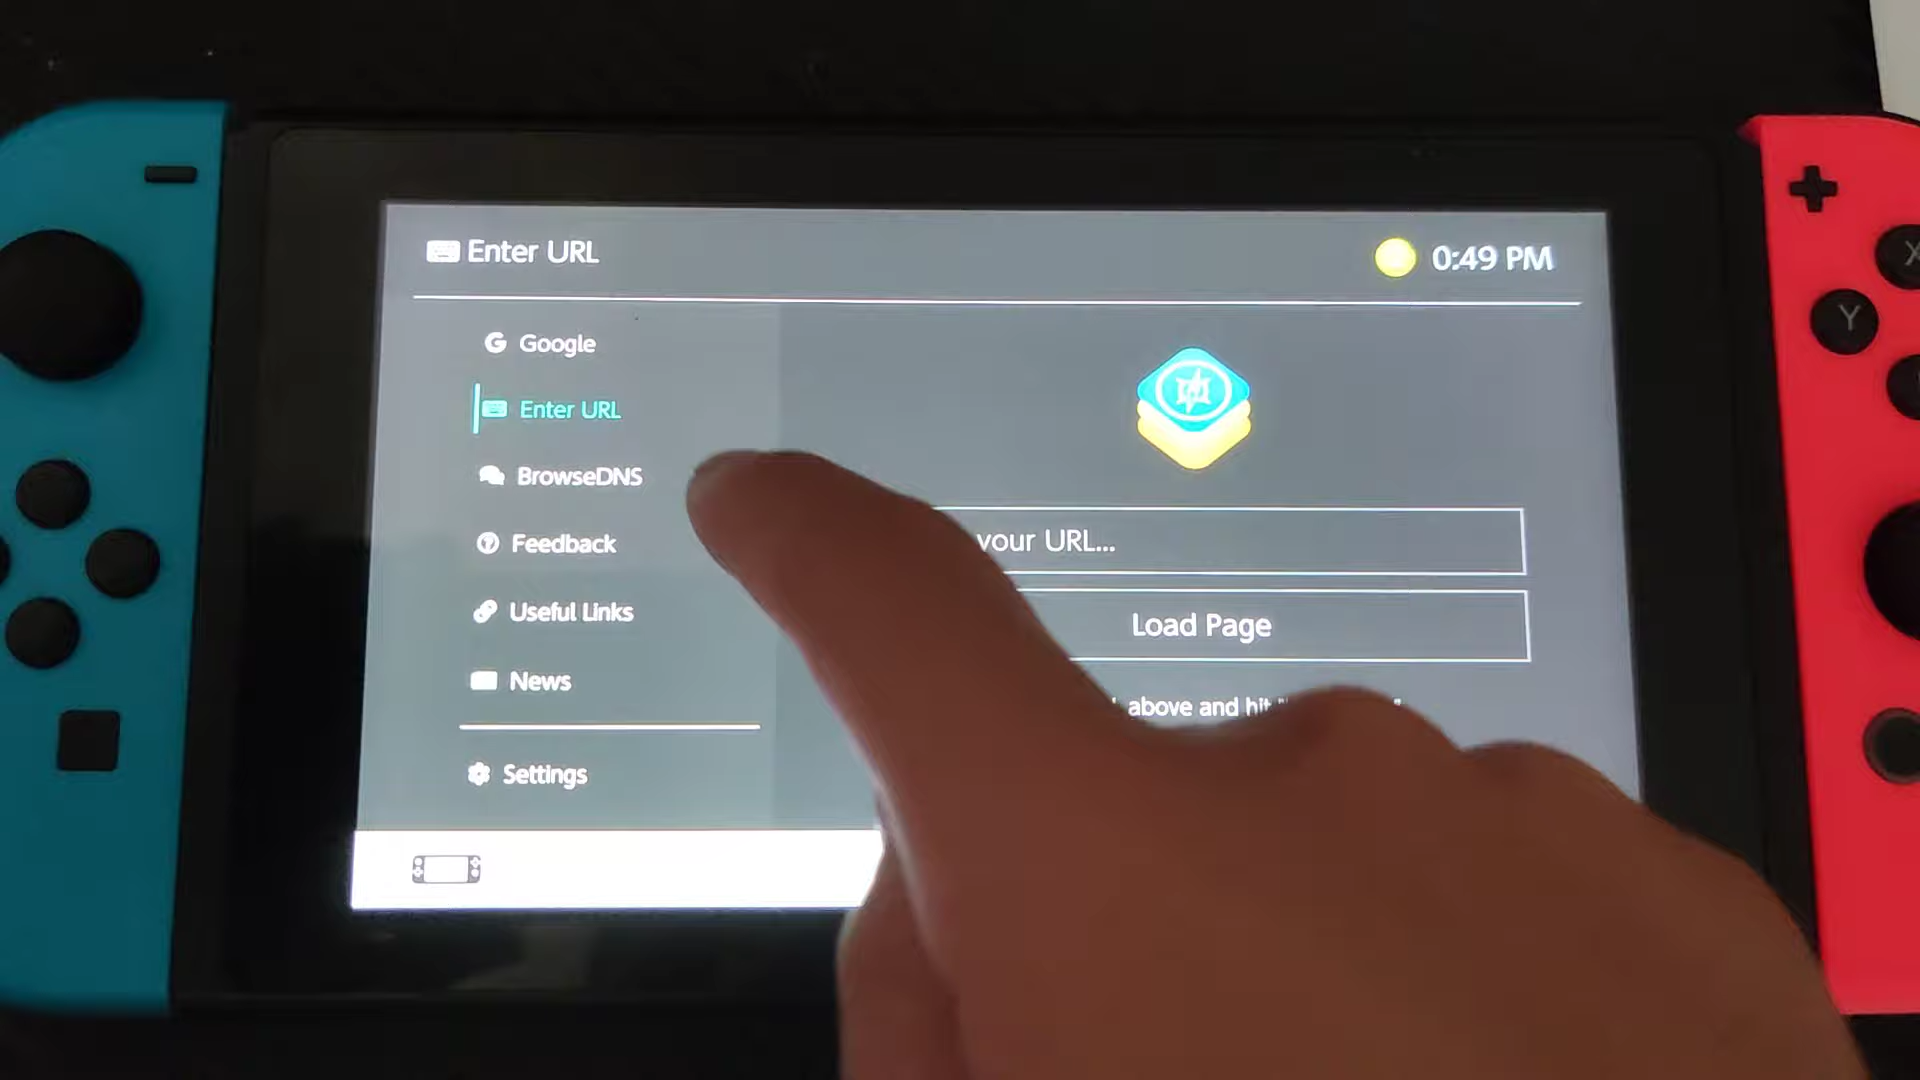 Enter URL
0:49 PM
Google
Enter URL
BrowseDNS
Feedback
Useful Links
News
Settings
your URL...
Load Page
above and hit "
X
Y